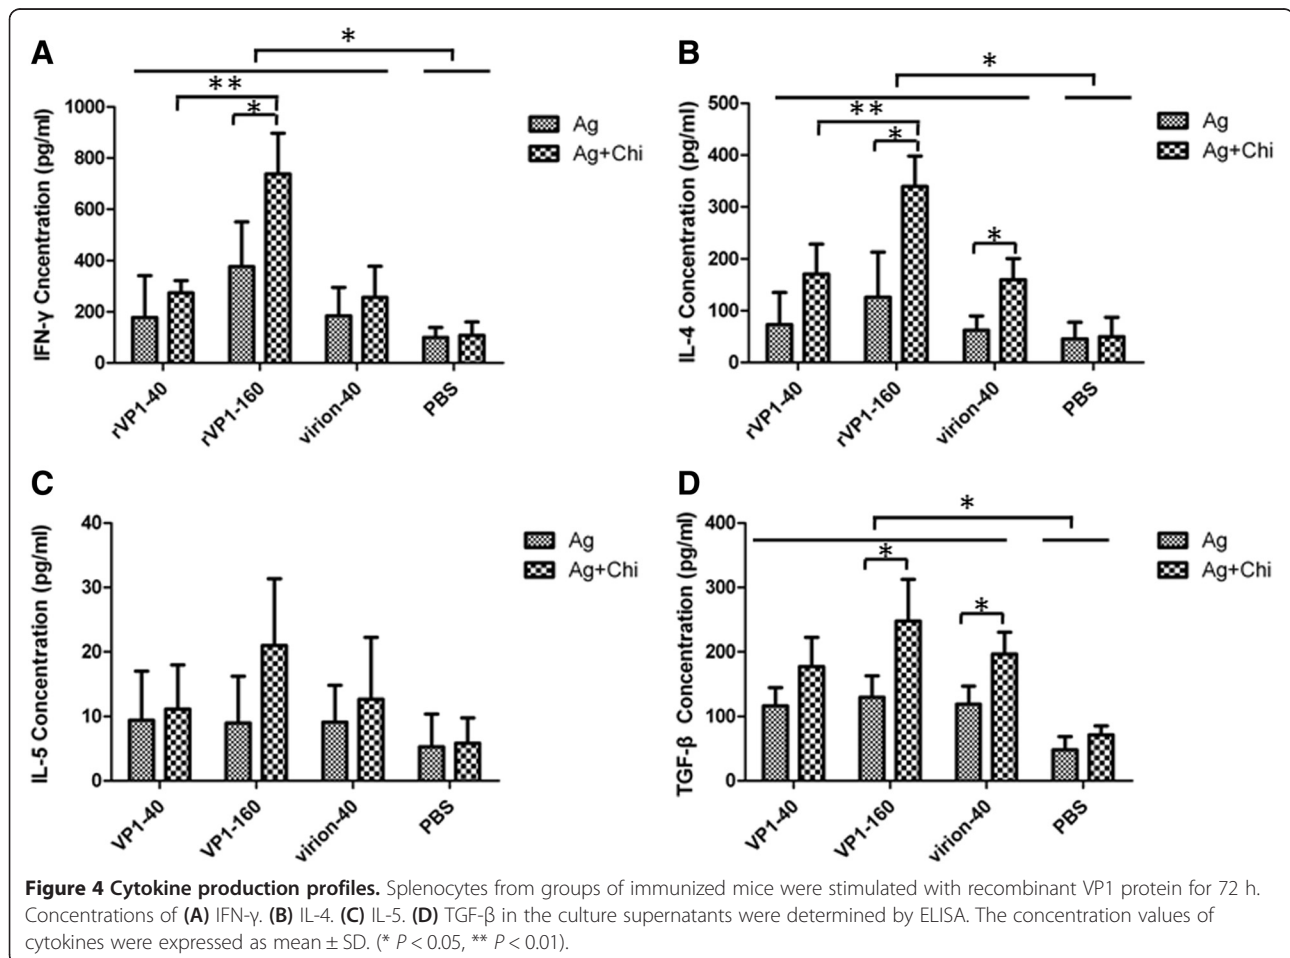 A
*
**
*
IFN-γ Cncentration (pg/ml)
1000
800
600
400
200
0
rVP1-40
rVP1-160
virion-40
PBS
Ag
Ag+Chi
B
*
**
*
*
IL-4 Concentration (pg/ml)
500
400
300
200
100
0
rVP1-40
rVP1-160
virion-40
PBS
Ag
Ag+Chi
C
IL-5 Concentration (pg/ml)
40
30
20
10
0
VP1-40
VP1-160
virion-40
PBS
Ag
Ag+Chi
D
*
*
*
TGF-β Concentration (pg/ml)
400
300
200
100
0
VP1-40
VP1-160
virion-40
PBS
Ag
Ag+Chi
Figure 4 Cytokine production profiles. Splenocytes from groups of immunized mice were stimulated with recombinant VP1 protein for 72 h.
Concentrations of (A) IFN-γ. (B) IL-4. (C) IL-5. (D) TGF-β in the culture supernatants were determined by ELISA. The concentration values of
cytokines were expressed as mean ± SD. (* P < 0.05, ** P < 0.01).